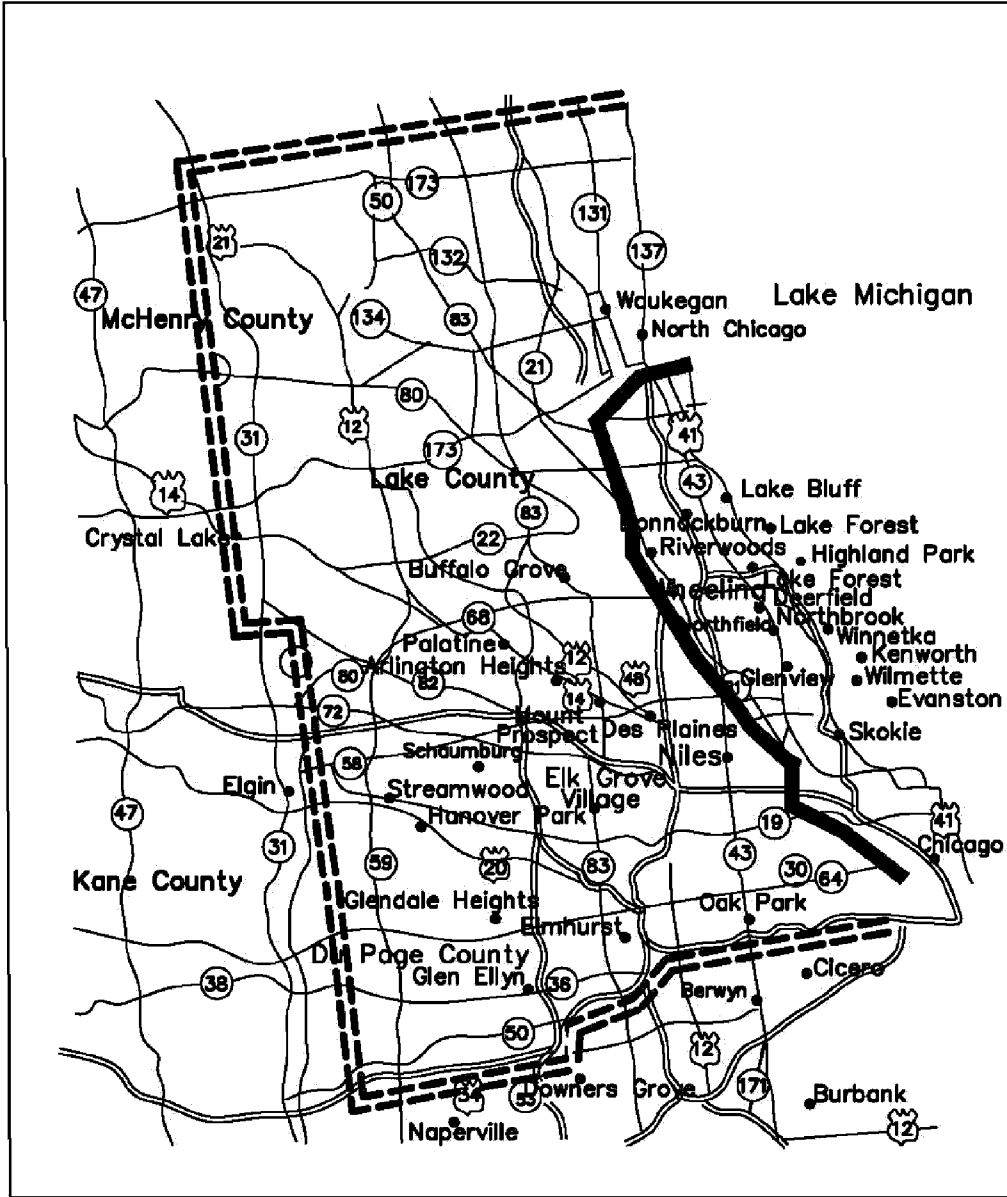 173
50
131
21
132
137
47
Waukegan
Lake Michigan
McHenry County
134
83
North Chicago
21
80
12
31
41
173
43
14
Lake County
Lake Bluff
83
Lake Forest
Crystal Lake
22
Riverwoods
Highland Park
Buffalo Grove
Lake Forest
Wheeling
Deerfield
68
Northbrook
Northfield
Winnetka
Palatine
Kenworth
12
Arlington Heights
80
82
48
Wilmette
Glenview
14
Evanston
72
Mount
Prospect
Des Plaines
Skokie
Schaumburg
Niles
58
Elk Grove
Village
Elgin
Streamwood
47
Hanover Park
19
41
31
59
20
83
43
Chicago
30
64
Kane County
Glendale Heights
Oak Park
Elmhurst
Du Page County
Cicero
38
Glen Ellyn
36
Berwyn
50
12
34
53
Downers Grove
171
Burbank
Naperville
12